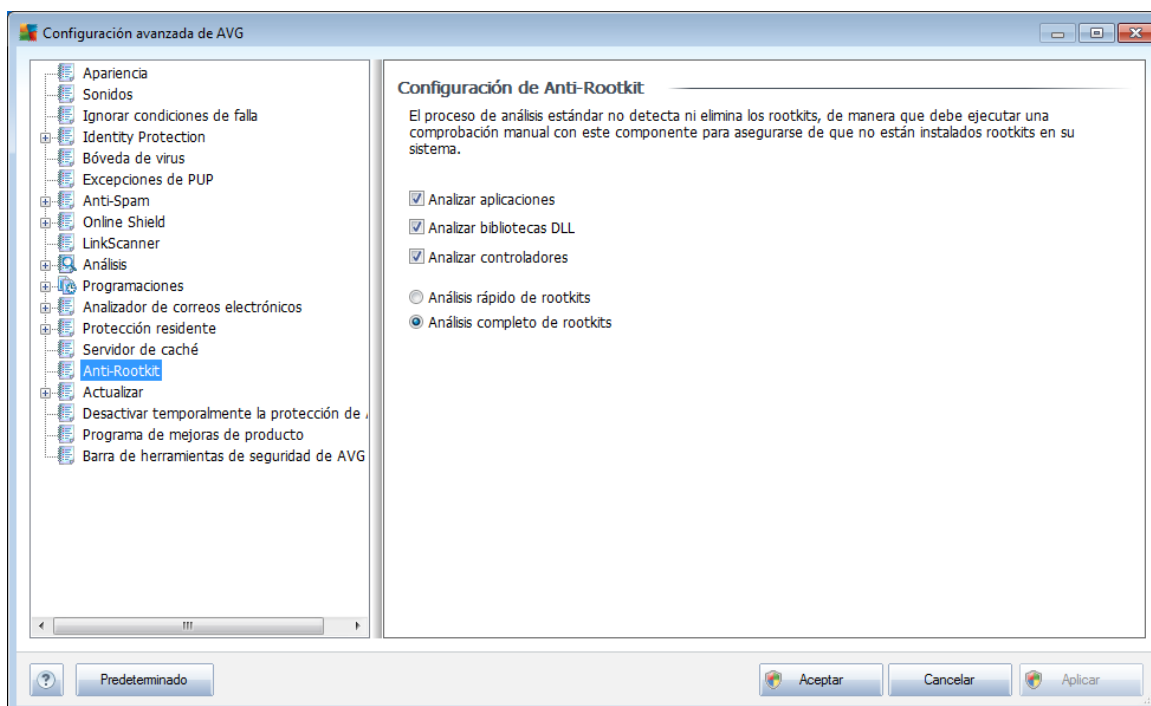 Configuración avanzada de AVG
Apariencia
Sonidos
Ignorar condiciones de falla
Identity Protection
Bóveda de virus
Excepciones de PUP
Anti-Spam
Online Shield
LinkScanner
Análisis
Programaciones
Analizador de correos electrónicos
Protección residente
Servidor de caché
Anti-Rootkit
Actualizar
Desactivar temporalmente la protección de
Programa de mejoras de producto
Barra de herramientas de seguridad de AVG
Configuración de Anti-Rootkit
El proceso de análisis estándar no detecta ni elimina los rootkits, de manera que debe ejecutar una
comprobación manual con este componente para asegurarse de que no están instalados rootkits en su
sistema.
Analizar aplicaciones
Analizar bibliotecas DLL
Analizar controladores
Análisis rápido de rootkits
Análisis completo de rootkits
?
Predeterminado
Aceptar
Cancelar
Aplicar